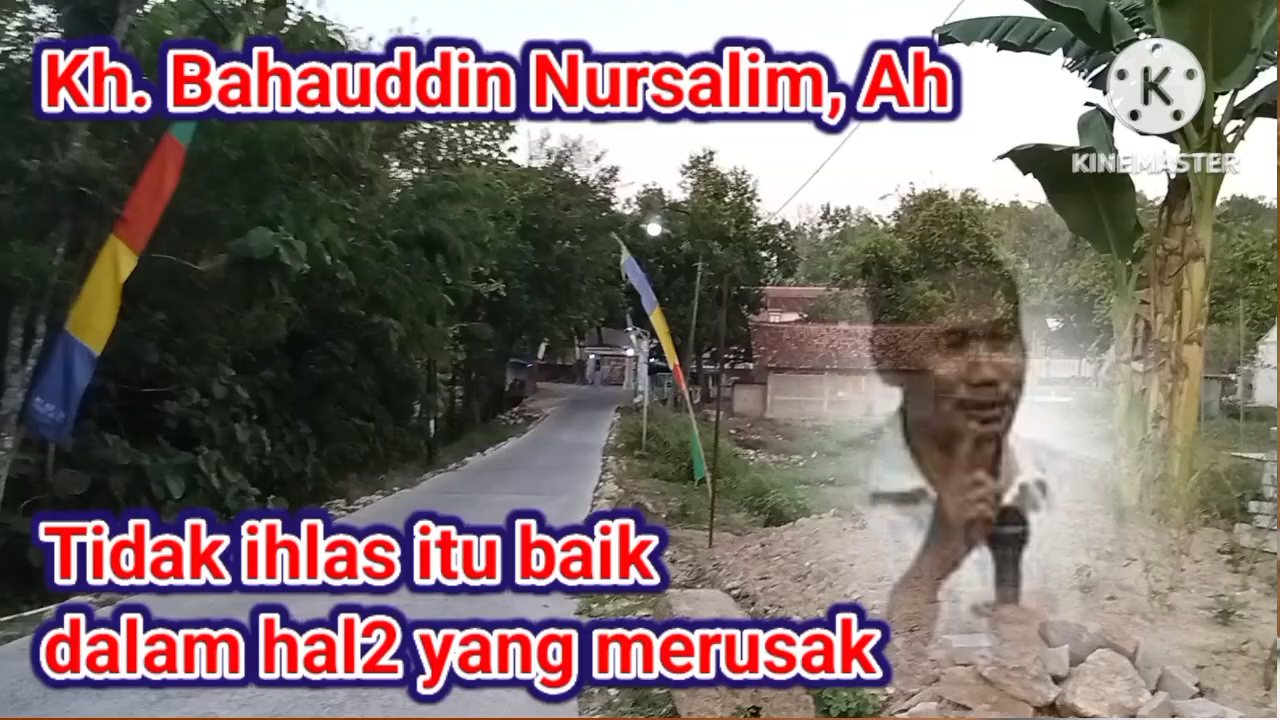 Kh. Bahauddin Nursalim, Ah
K
KINEMASTER
Tidak ihlas itu baik
dalam hal2 yang merusak